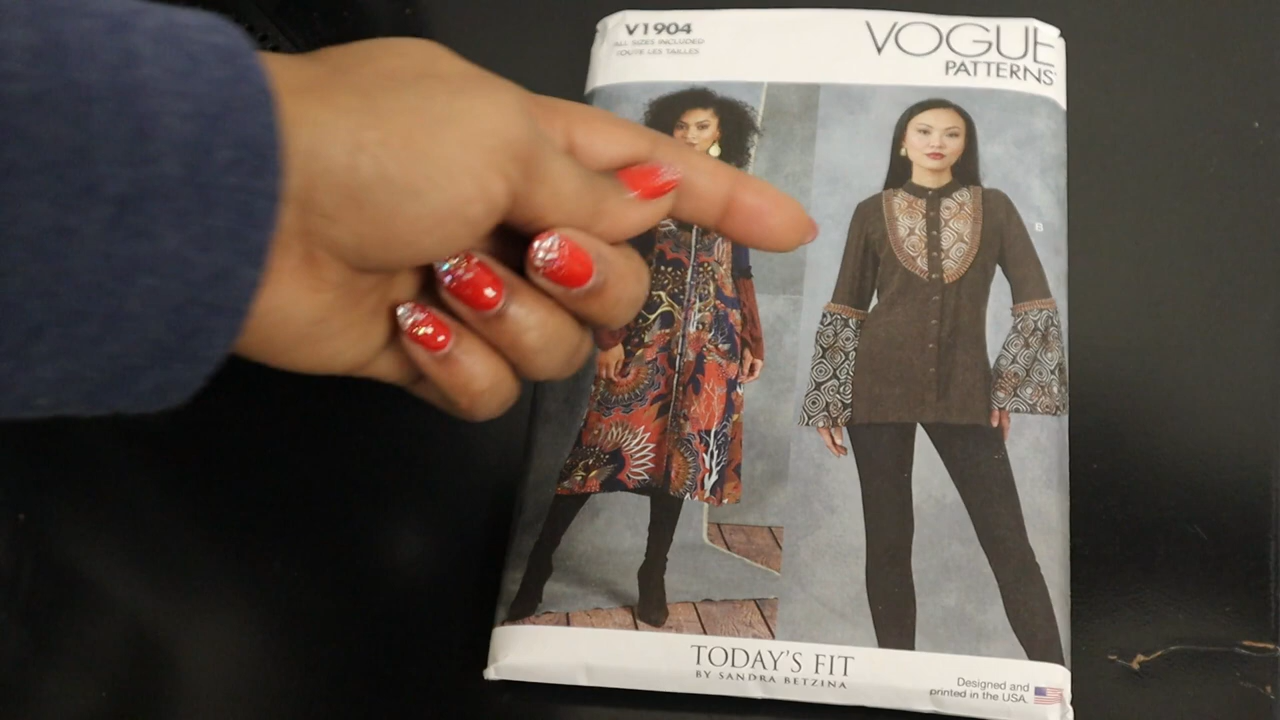 V1904
ALL SIZES INCLUDED
TOUTE LES TAILLES
VOGUE
PATTERNS
B
TODAY'S FIT
BY SANDRA BETZINA
Designed and
printed in the USA.